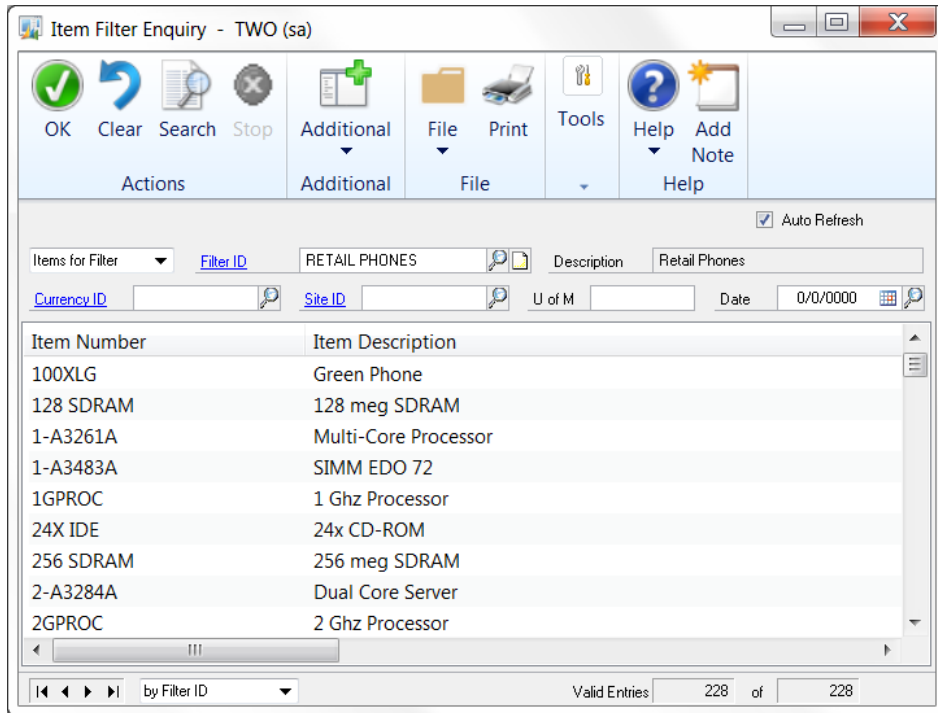 Item Filter Enquiry - TWO (sa)
OK Clear Search Stop Additional File Print Tools Help Add Note
Actions Additional File Help
Auto Refresh
Items for Filter Filter ID RETAIL PHONES Description Retail Phones
Currency ID Site ID U of M Date 0/0/0000
Item Number Item Description
100XLG Green Phone
128 SDRAM 128 meg SDRAM
1-A3261A Multi-Core Processor
1-A3483A SIMM EDO 72
1GPROC 1 Ghz Processor
24X IDE 24x CD-ROM
256 SDRAM 256 meg SDRAM
2-A3284A Dual Core Server
2GPROC 2 Ghz Processor
by Filter ID Valid Entries 228 of 228